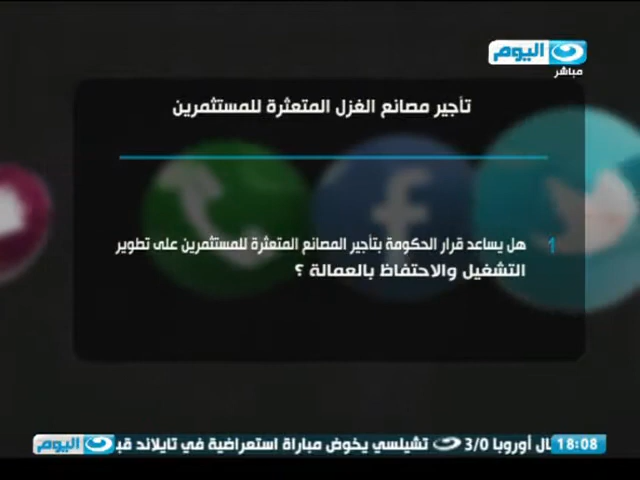 اليوم
مباشر
تأجير مصانع الغزل المتعثرة للمستثمرين
1 هل يساعد قرار الحكومة بتأجير المصانع المتعثرة للمستثمرين على تطوير
التشغيل والاحتفاظ بالعمالة ؟
18:08 ال أوروبا 3/0 تشيلسي يخوض مباراة استعراضية في تايلاند قب اليوم